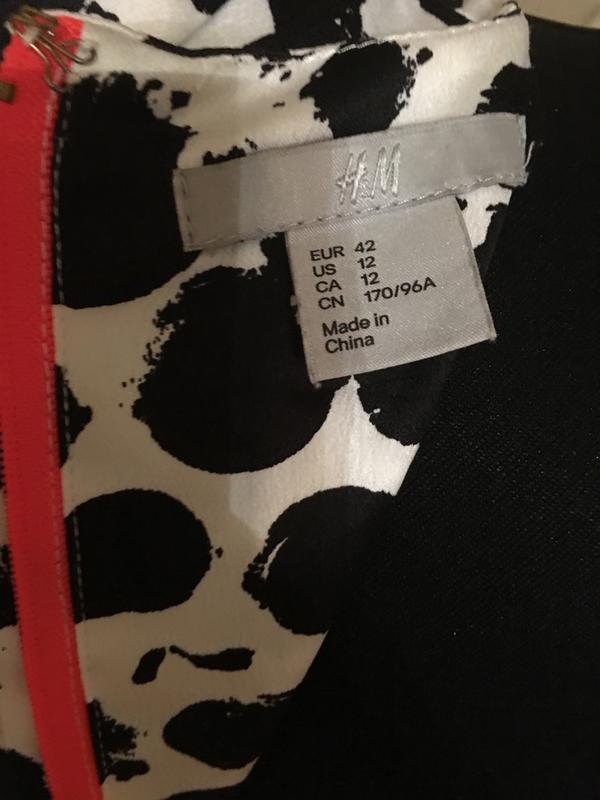 H&M
EUR 42
US 12
CA 12
CN 170/96A
Made in
China